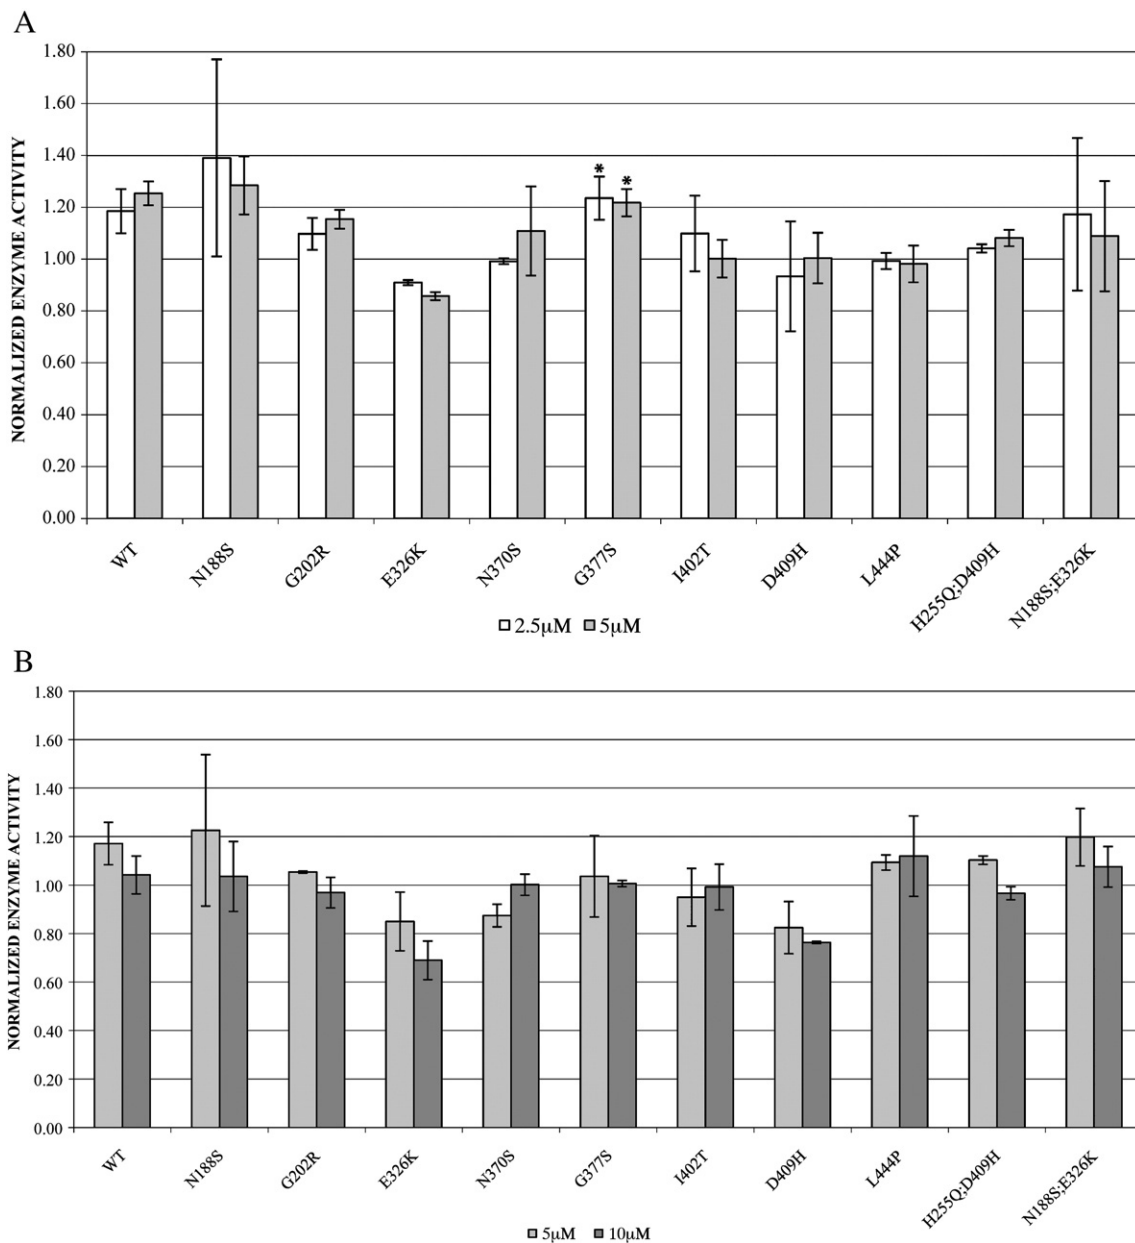 A
NORMALIZED ENZYME ACTIVITY
1.80
1.60
1.40
1.20
1.00
0.80
0.60
0.40
0.20
0.00
* *
WT N188S G202R E326K N370S G377S I402T D409H L444P H255Q;D409H N188S;E326K
2.5µM 5µM
B
NORMALIZED ENZYME ACTIVITY
1.80
1.60
1.40
1.20
1.00
0.80
0.60
0.40
0.20
0.00
WT N188S G202R E326K N370S G377S I402T D409H L444P H255Q;D409H N188S;E326K
5µM 10µM